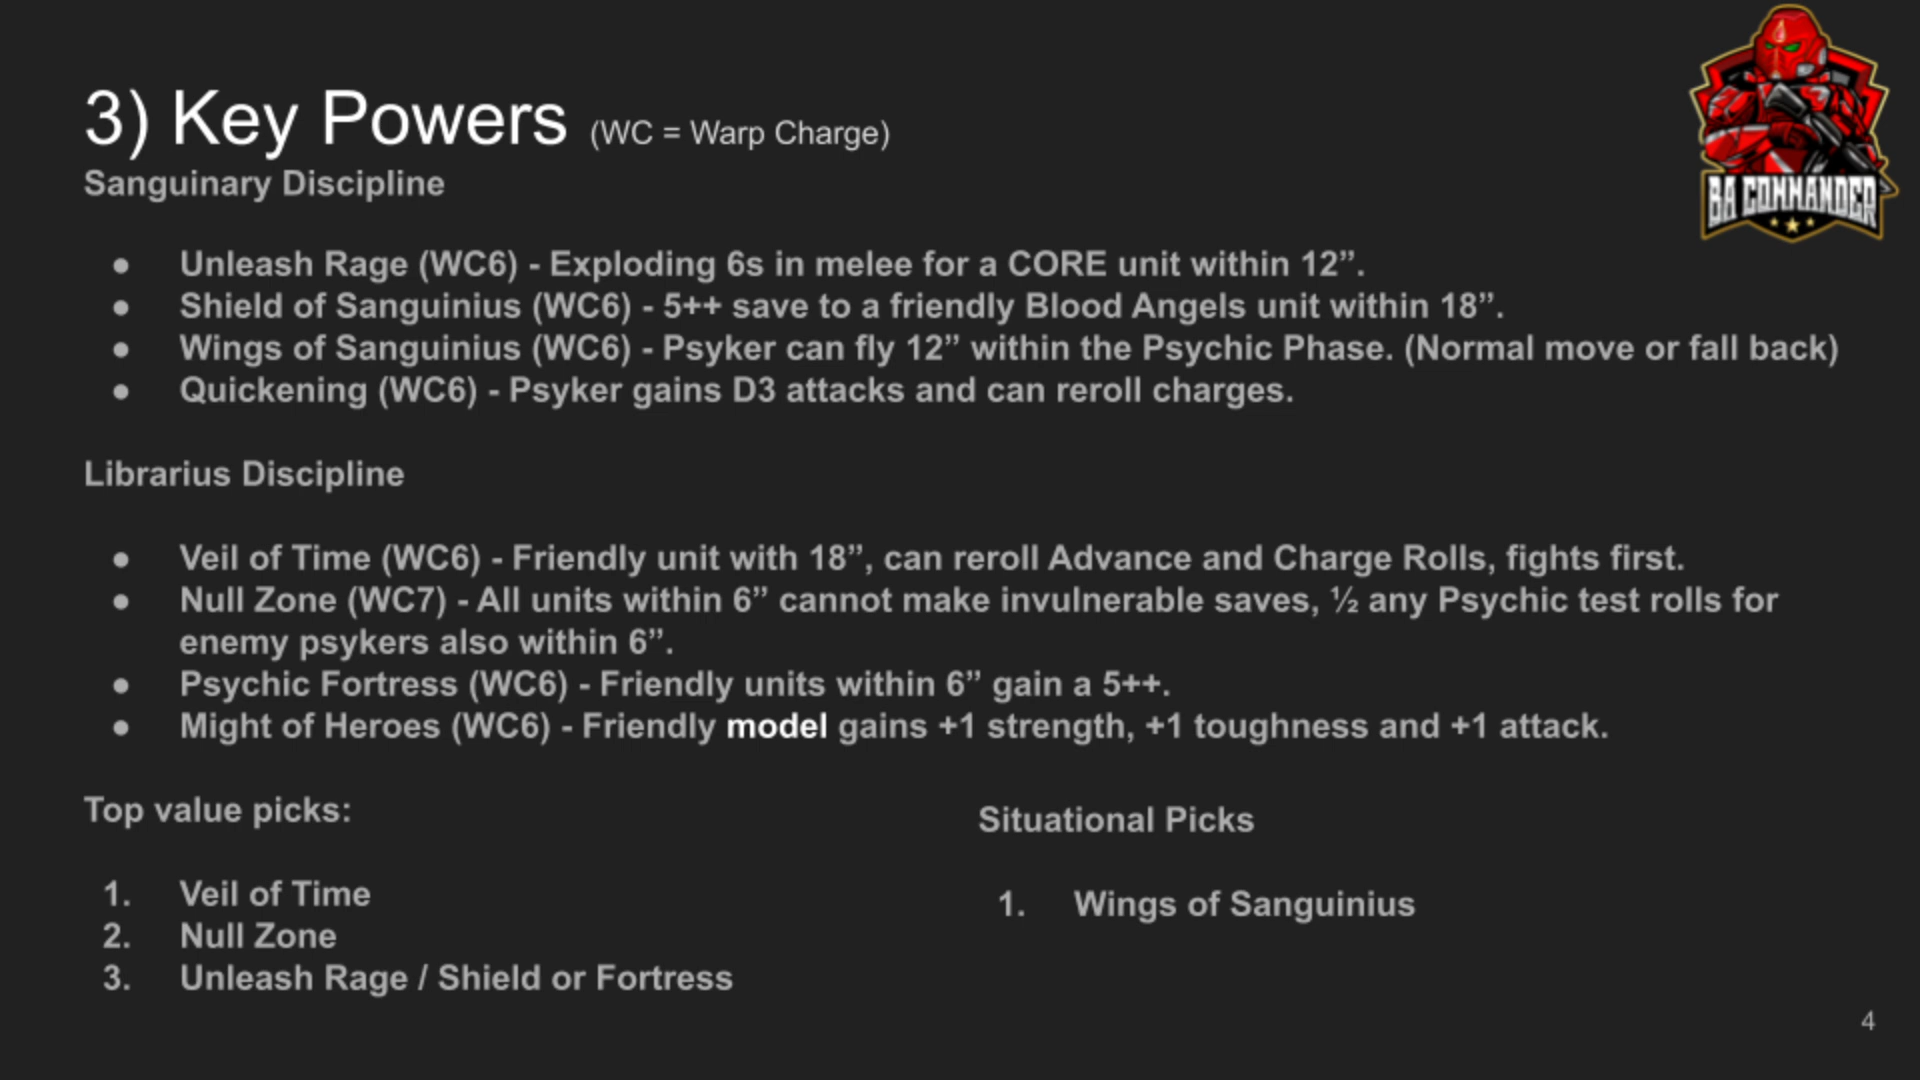 3) Key Powers (WC = Warp Charge)
BA COMMANDER
Sanguinary Discipline
● Unleash Rage (WC6) - Exploding 6s in melee for a CORE unit within 12”.
● Shield of Sanguinius (WC6) - 5++ save to a friendly Blood Angels unit within 18”.
● Wings of Sanguinius (WC6) - Psyker can fly 12” within the Psychic Phase. (Normal move or fall back)
● Quickening (WC6) - Psyker gains D3 attacks and can reroll charges.
Librarius Discipline
● Veil of Time (WC6) - Friendly unit with 18”, can reroll Advance and Charge Rolls, fights first.
● Null Zone (WC7) - All units within 6” cannot make invulnerable saves, ½ any Psychic test rolls for
enemy psykers also within 6”.
● Psychic Fortress (WC6) - Friendly units within 6” gain a 5++.
● Might of Heroes (WC6) - Friendly model gains +1 strength, +1 toughness and +1 attack.
Top value picks:
1. Veil of Time
2. Null Zone
3. Unleash Rage / Shield or Fortress
Situational Picks
1. Wings of Sanguinius
4